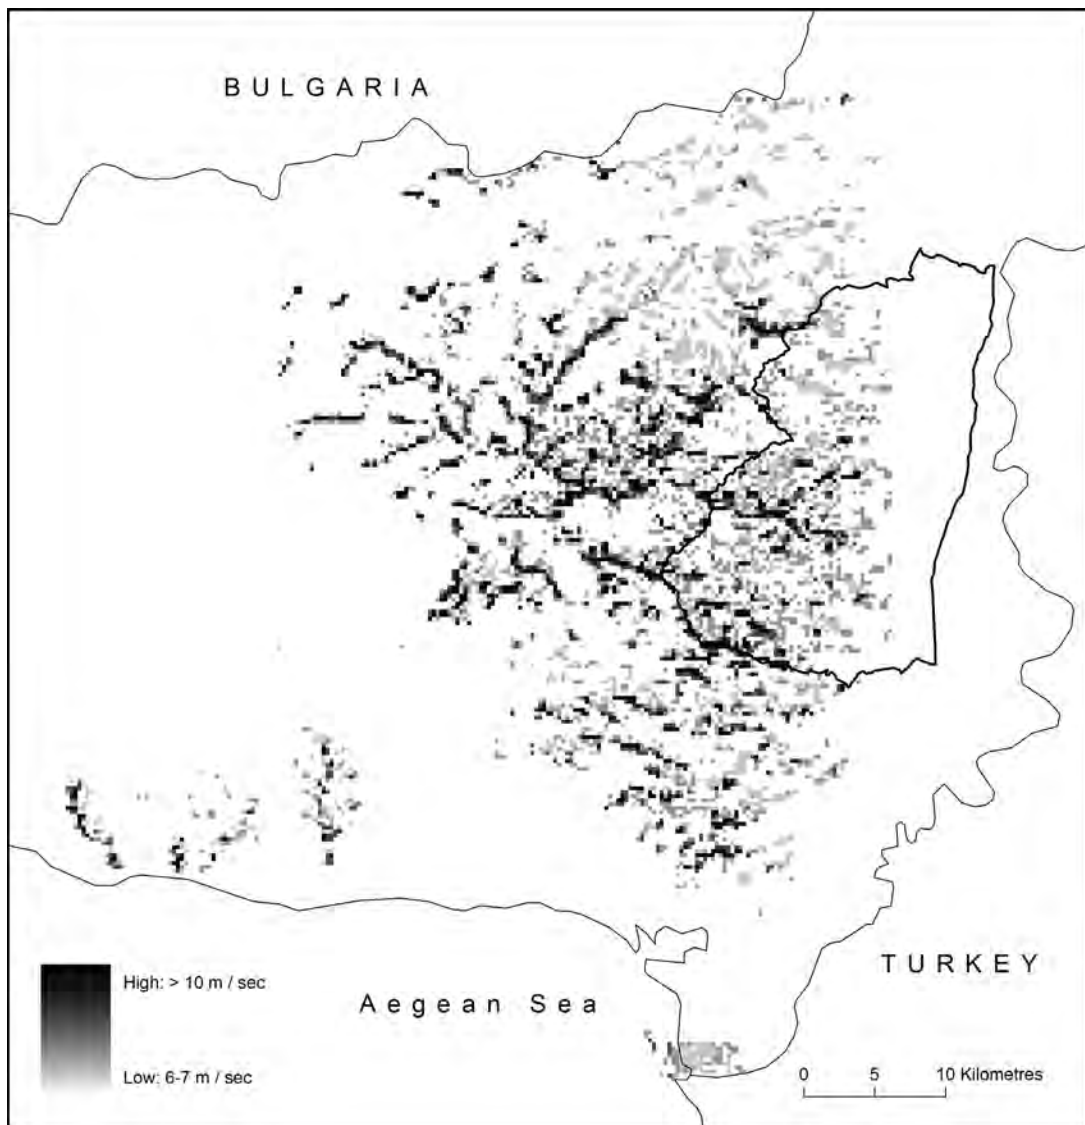 BULGARIA
High: > 10 m / sec
Low: 6-7 m / sec
Aegean Sea
TURKEY
0 5 10 Kilometres